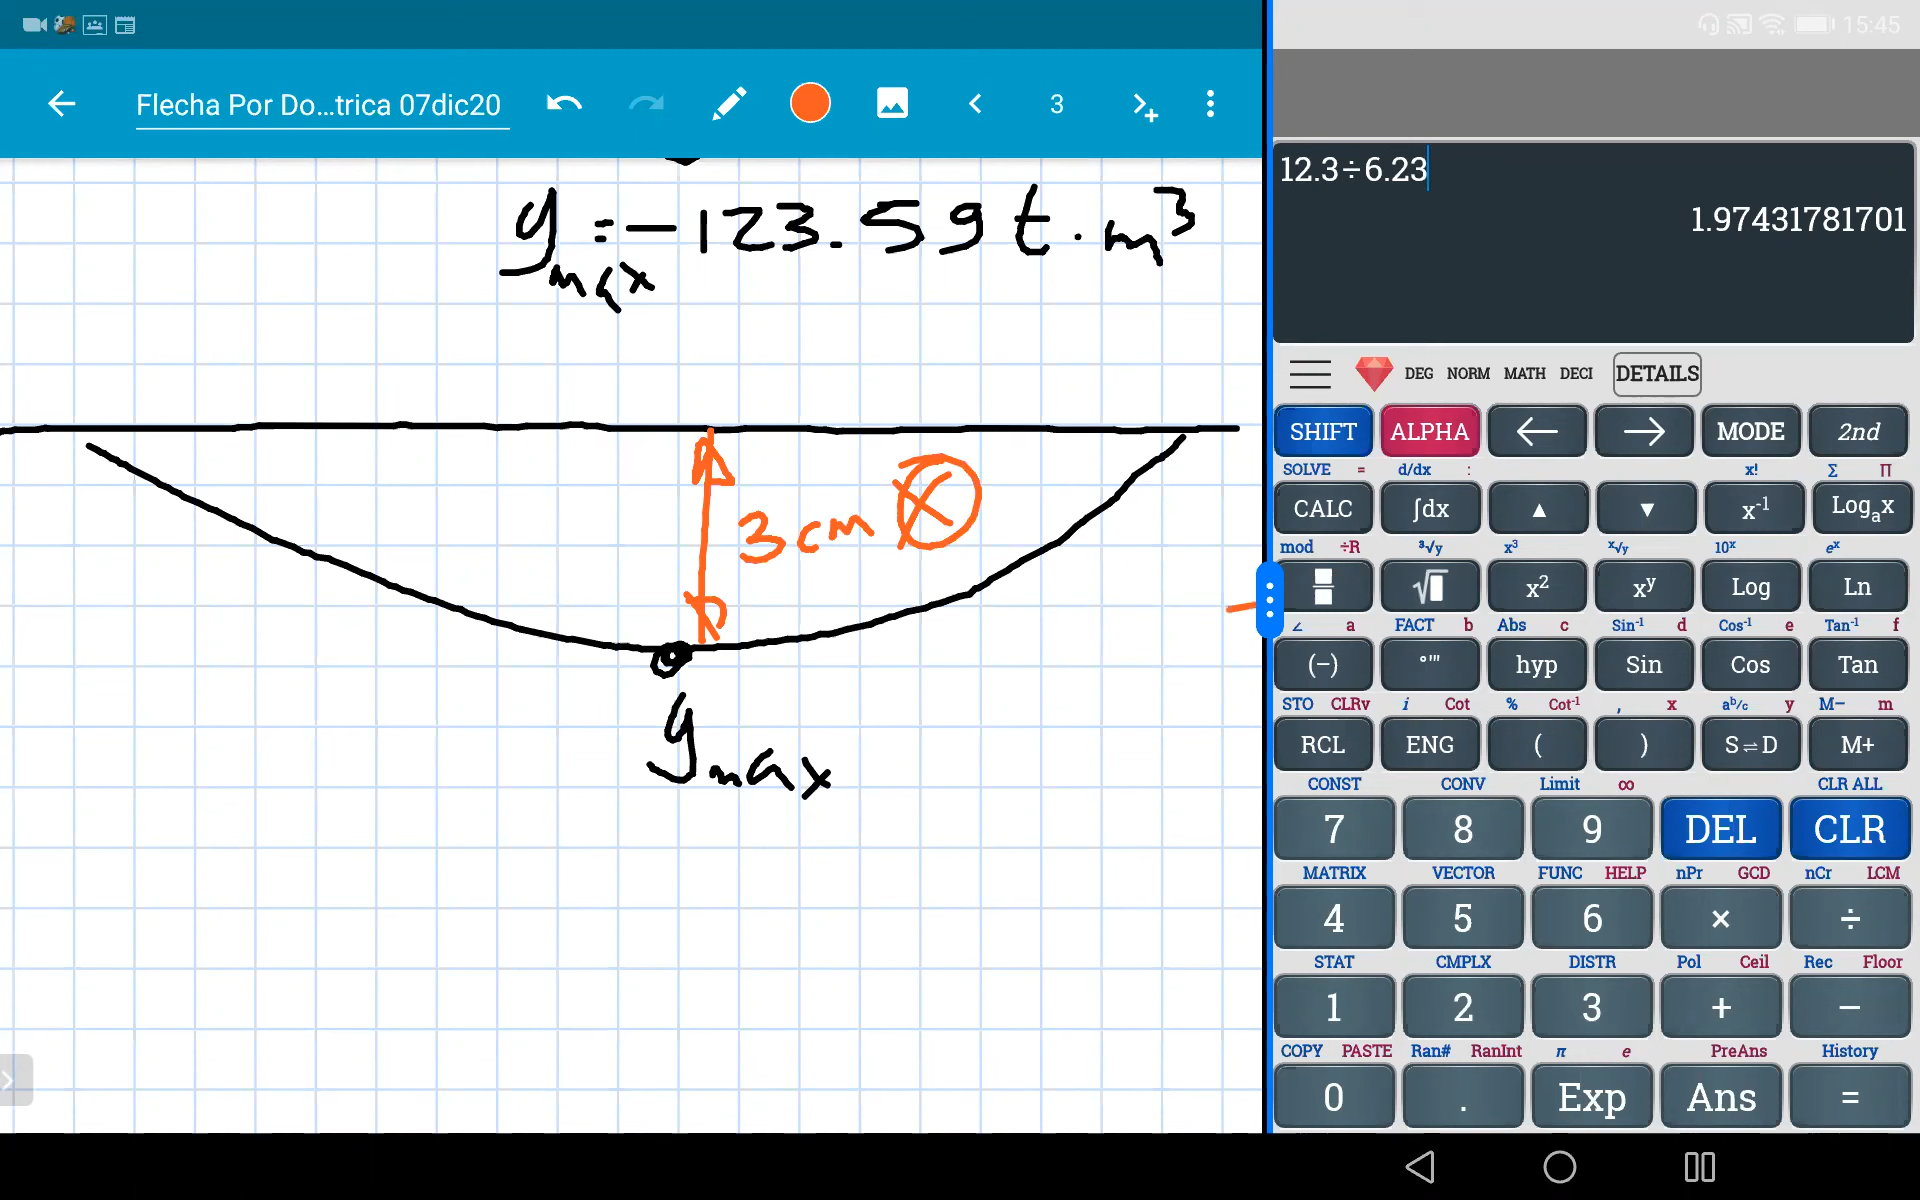 15:45
Flecha Por Do...trica 07dic20
3
y = -123.59 t·m³
max
3cm X
y max
12.3÷6.23
1.97431781701
DEG NORM MATH DECI DETAILS
SHIFT ALPHA ← → MODE 2nd
SOLVE = d/dx : x! Σ Π
CALC ∫dx ▲ ▼ x⁻¹ Logₐx
mod ÷R ³√y x³ ˣ√y 10ˣ eˣ
√ x² xʸ Log Ln
∠ a FACT b Abs c Sin⁻¹ d Cos⁻¹ e Tan⁻¹ f
(−) °'" hyp Sin Cos Tan
STO CLRv i Cot % Cot⁻¹ , x aᵇ/c y M− m
RCL ENG ( ) S⇌D M+
CONST CONV Limit ∞ CLR ALL
7 8 9 DEL CLR
MATRIX VECTOR FUNC HELP nPr GCD nCr LCM
4 5 6 × ÷
STAT CMPLX DISTR Pol Ceil Rec Floor
1 2 3 + −
COPY PASTE Ran# RanInt π e PreAns History
0 . Exp Ans =